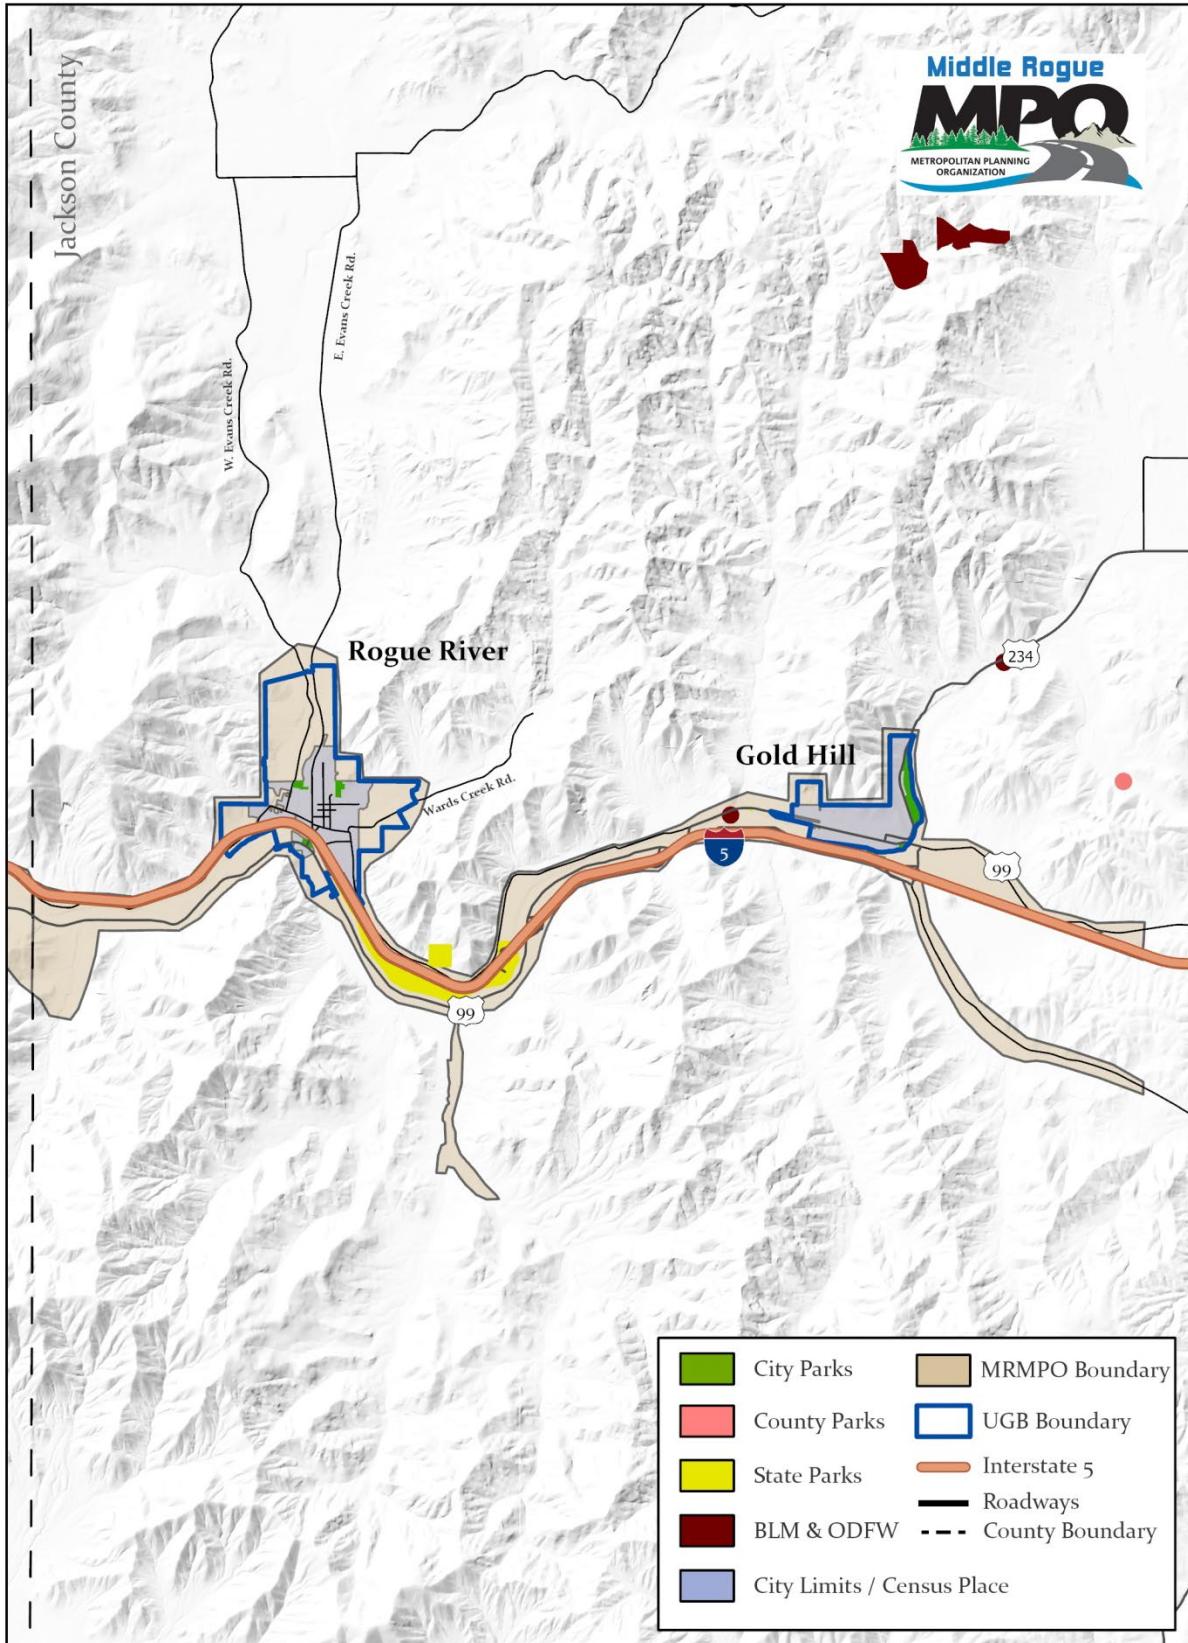 Jackson County
Middle Rogue
MPO
METROPOLITAN PLANNING
ORGANIZATION
W. Evans Creek Rd.
E. Evans Creek Rd.
Rogue River
234
Gold Hill
Wards Creek Rd.
5
99
99
City Parks
County Parks
State Parks
BLM & ODFW
City Limits / Census Place
MRMPO Boundary
UGB Boundary
Interstate 5
Roadways
County Boundary